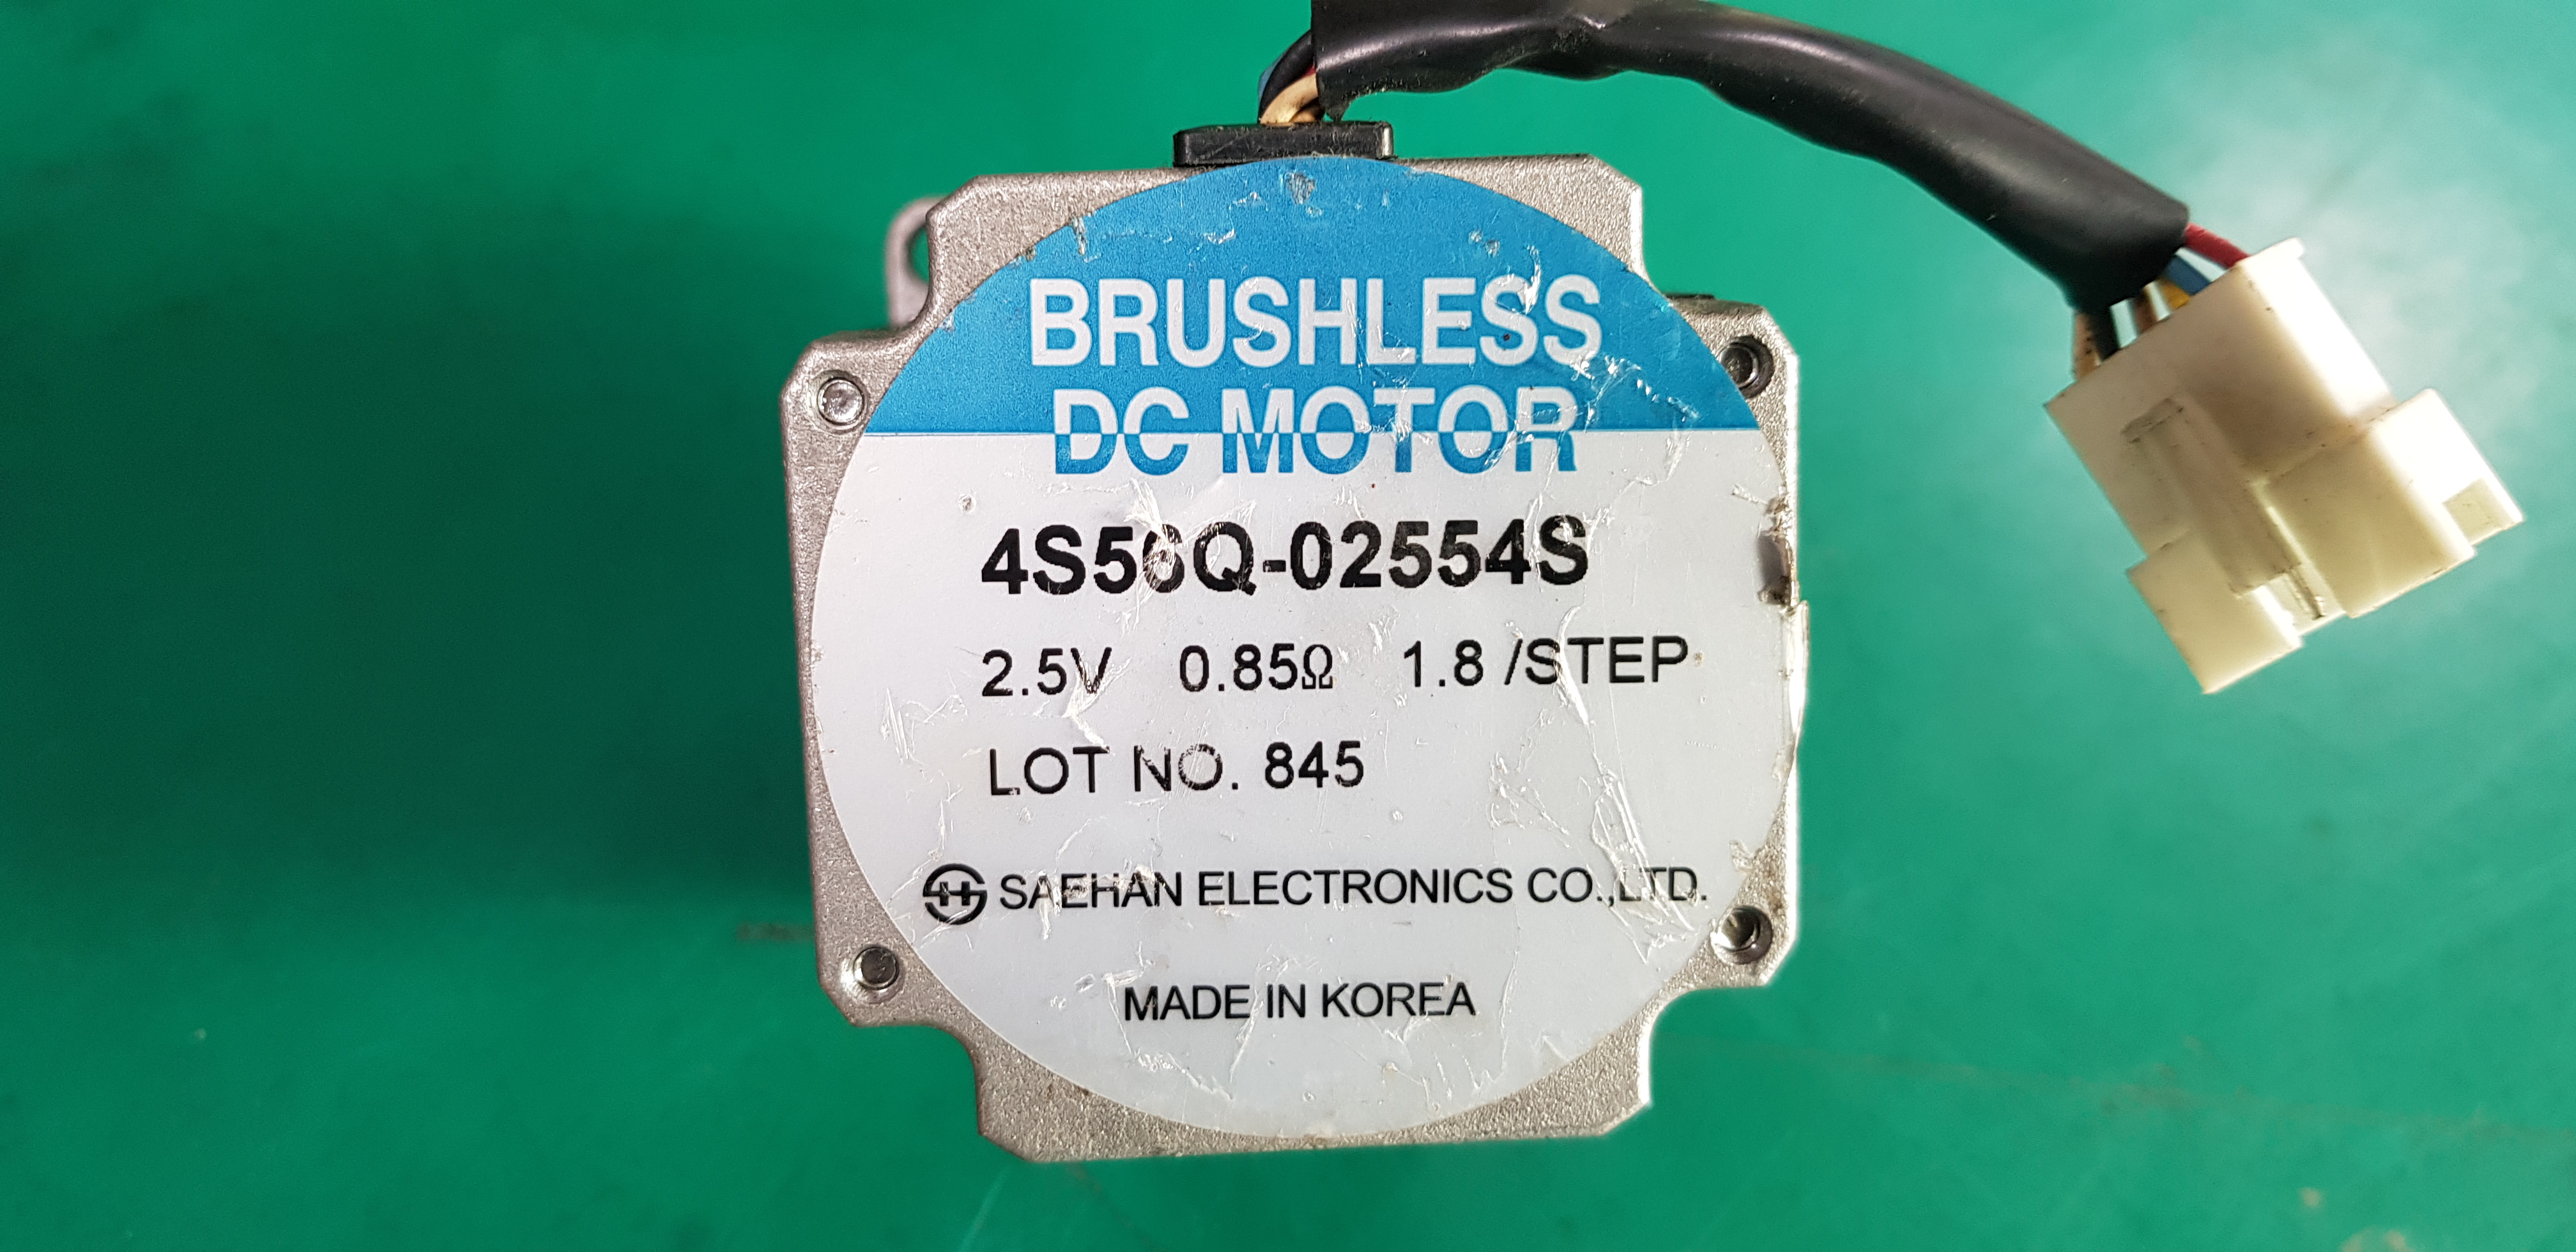 BRUSHLESS
DC MOTOR
4S56Q-02554S
2.5V 0.85Ω 1.8 /STEP
LOT NO. 845
SAEHAN ELECTRONICS CO.,LTD.
MADE IN KOREA